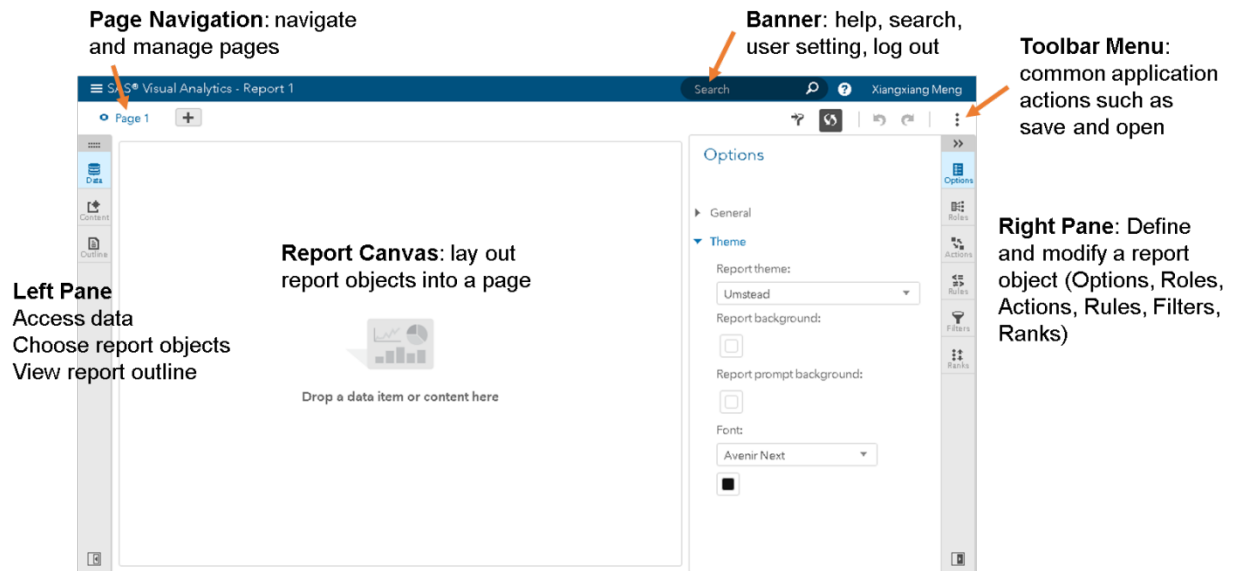 Page Navigation: navigate
and manage pages
Banner: help, search,
user setting, log out
Toolbar Menu:
common application
actions such as
save and open
SAS® Visual Analytics - Report 1
Search
?
Xiangxiang Meng
Page 1
+
Data
Content
Outline
Left Pane
Access data
Choose report objects
View report outline
Report Canvas: lay out
report objects into a page
Drop a data item or content here
Options
General
Theme
Report theme:
Umstead
Report background:
Report prompt background:
Font:
Avenir Next
Options
Roles
Actions
Rules
Filters
Ranks
Right Pane: Define
and modify a report
object (Options, Roles,
Actions, Rules, Filters,
Ranks)